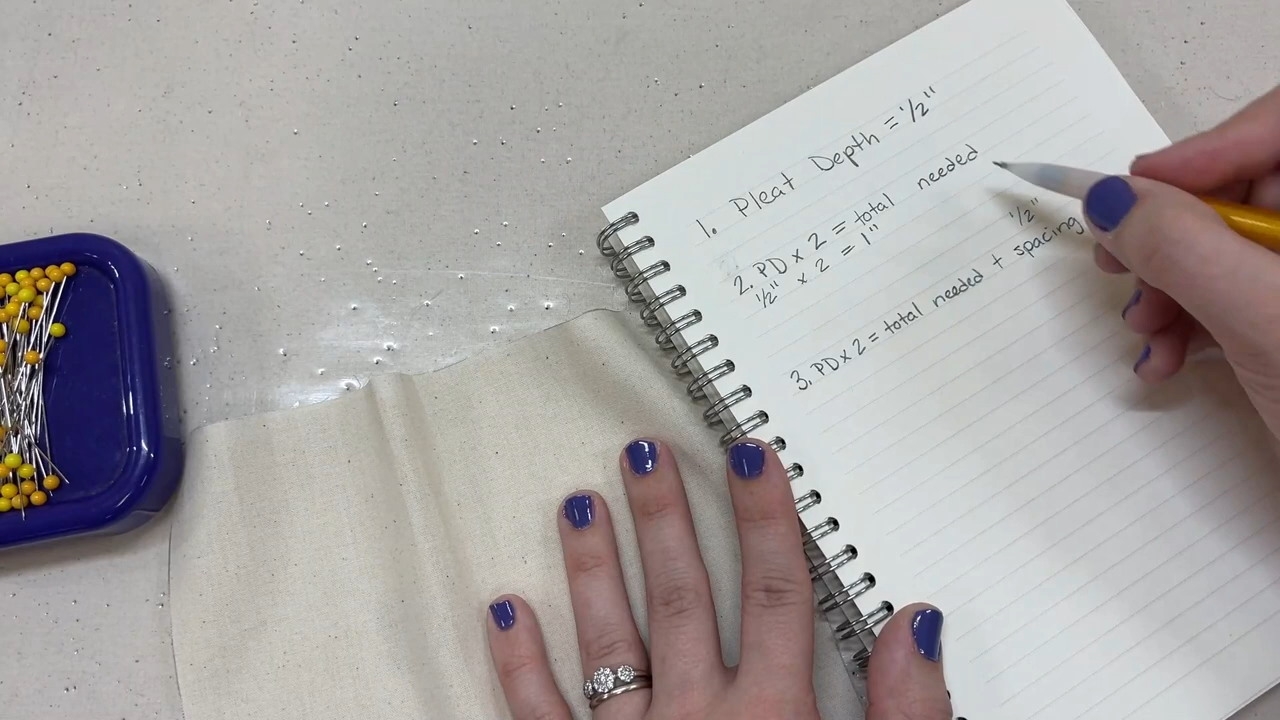 1. Pleat Depth = 1/2"
2. PD x 2 = total needed
1/2" x 2 = 1"
1/2"
3. PD x 2 = total needed + spacing